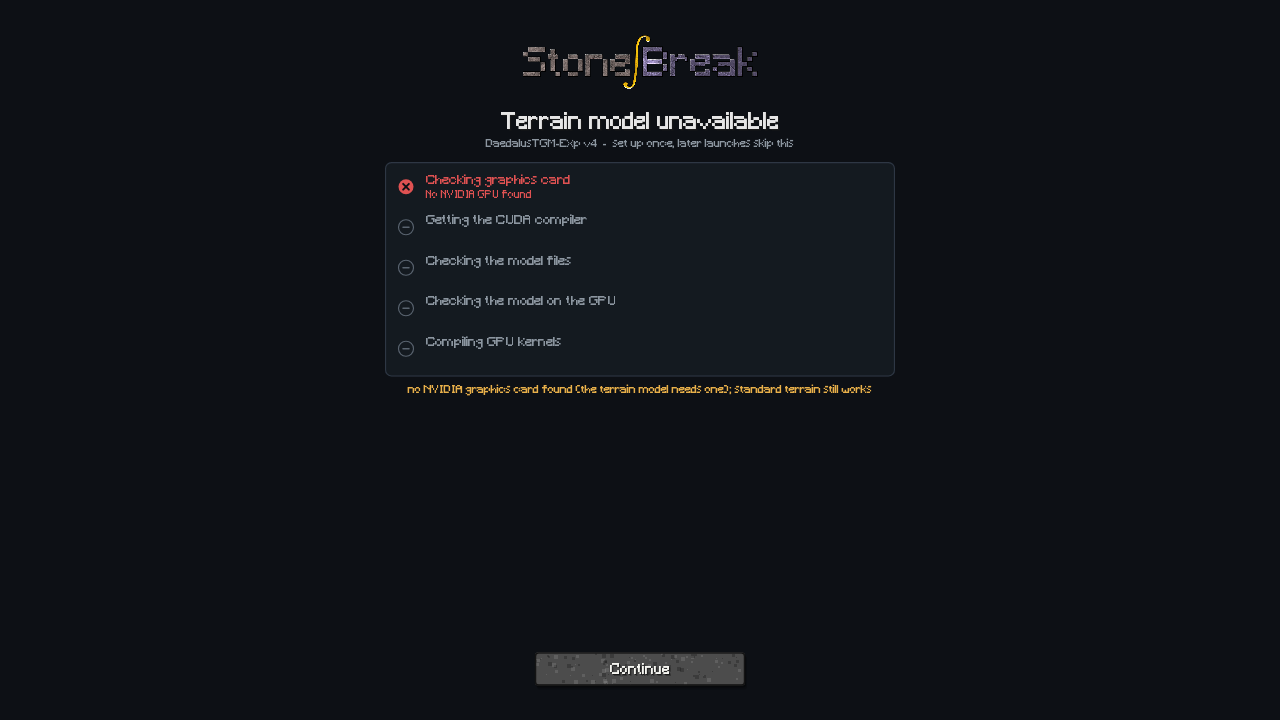 Stone∫Break
Terrain model unavailable
DaedalusTGM-Exp v4 - set up once, later launches skip this
Checking graphics card
No NVIDIA GPU found
Getting the CUDA compiler
Checking the model files
Checking the model on the GPU
Compiling GPU kernels
no NVIDIA graphics card found (the terrain model needs one); standard terrain still works
Continue